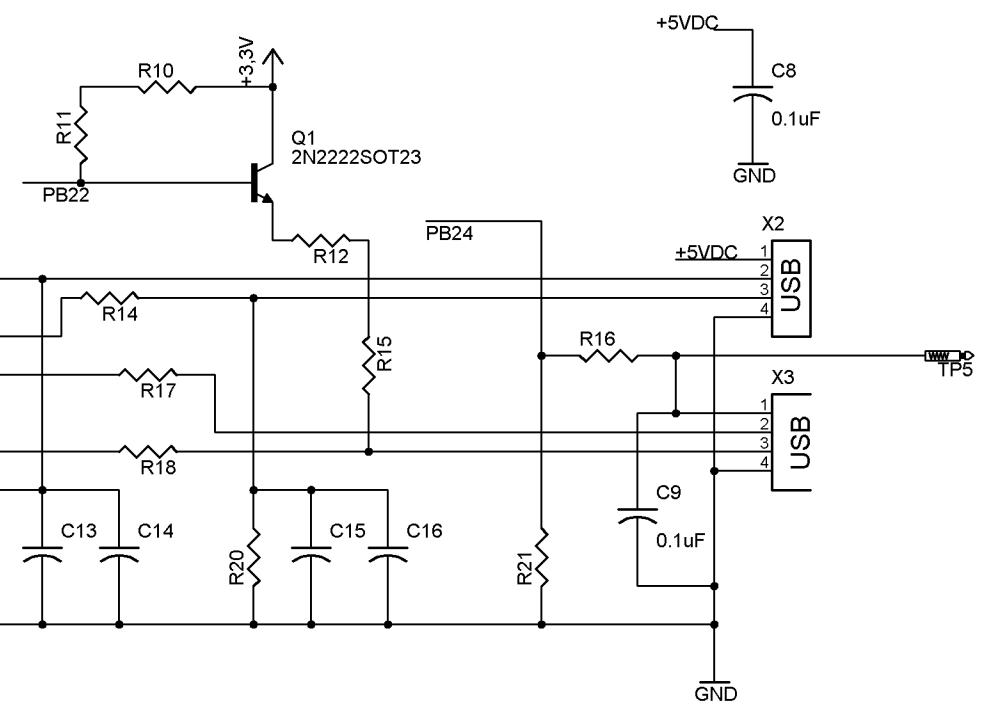 +5VDC
C8
0.1uF
GND
+3,3V
R10
R11
Q1
2N2222SOT23
PB22
R12
PB24
X2
+5VDC
1
2
3
4
USB
R14
R15
R16
TP5
R17
X3
1
2
3
4
USB
R18
C9
0.1uF
C13
C14
R20
C15
C16
R21
GND